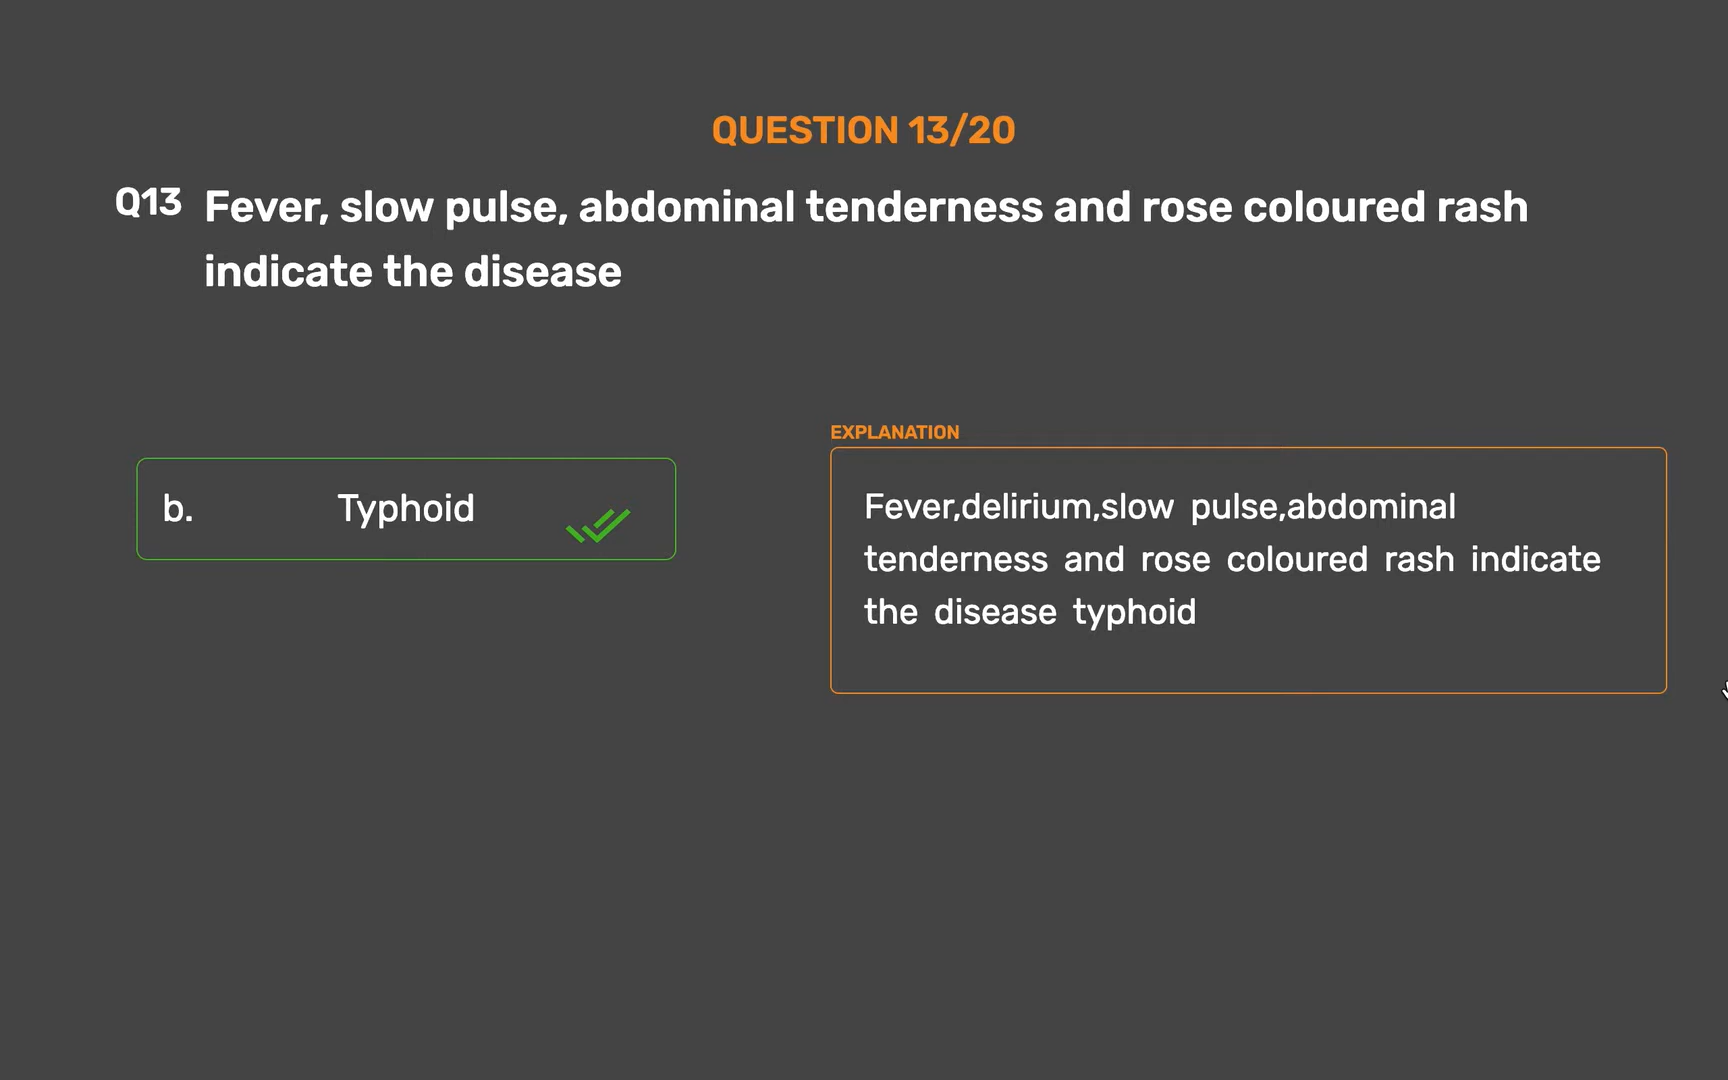 QUESTION 13/20
Q13 Fever, slow pulse, abdominal tenderness and rose coloured rash
indicate the disease
b. Typhoid
EXPLANATION
Fever,delirium,slow pulse,abdominal
tenderness and rose coloured rash indicate
the disease typhoid